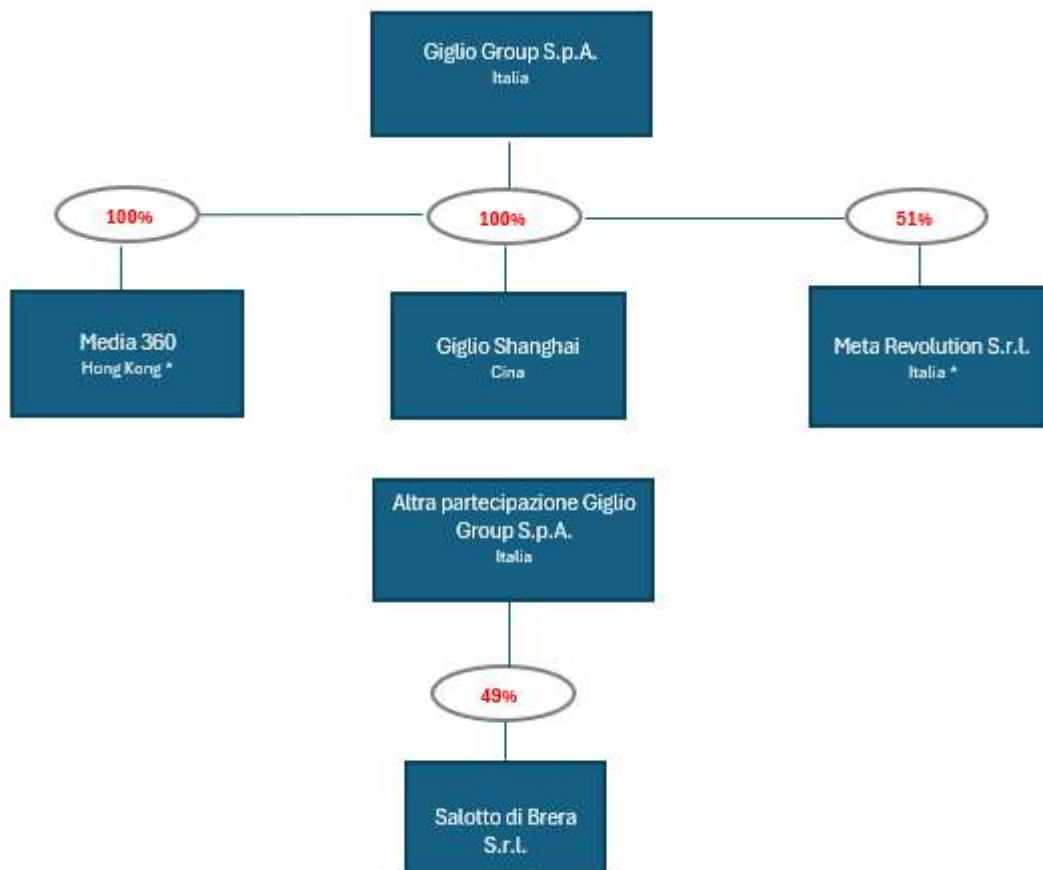 Giglio Group S.p.A.
Italia
100%
100%
51%
Media 360
Hong Kong *
Giglio Shanghai
Cina
Meta Revolution S.r.l.
Italia *
Altra partecipazione Giglio
Group S.p.A.
Italia
49%
Salotto di Brera
S.r.l.